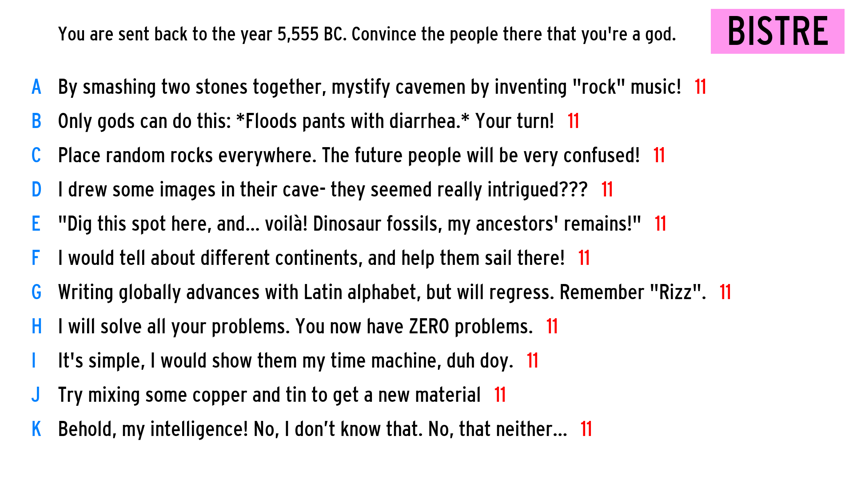 You are sent back to the year 5,555 BC. Convince the people there that you're a god.
BISTRE
A By smashing two stones together, mystify cavemen by inventing "rock" music! 11
B Only gods can do this: *Floods pants with diarrhea.* Your turn! 11
C Place random rocks everywhere. The future people will be very confused! 11
D I drew some images in their cave- they seemed really intrigued??? 11
E "Dig this spot here, and... voilà! Dinosaur fossils, my ancestors' remains!" 11
F I would tell about different continents, and help them sail there! 11
G Writing globally advances with Latin alphabet, but will regress. Remember "Rizz". 11
H I will solve all your problems. You now have ZERO problems. 11
I It's simple, I would show them my time machine, duh doy. 11
J Try mixing some copper and tin to get a new material 11
K Behold, my intelligence! No, I don’t know that. No, that neither... 11